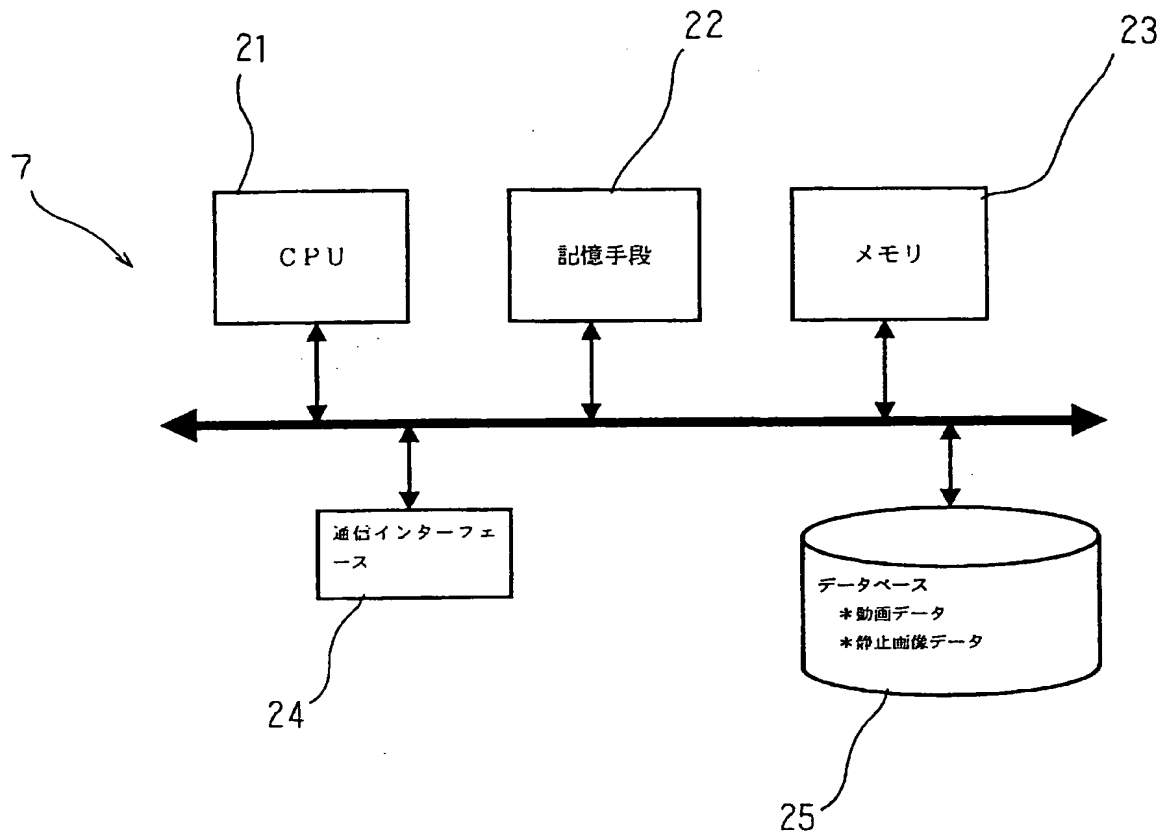 21
22
23
7
ＣＰＵ
記憶手段
メモリ
通信インターフェ
ース
データベース
＊動画データ
＊静止画像データ
24
25